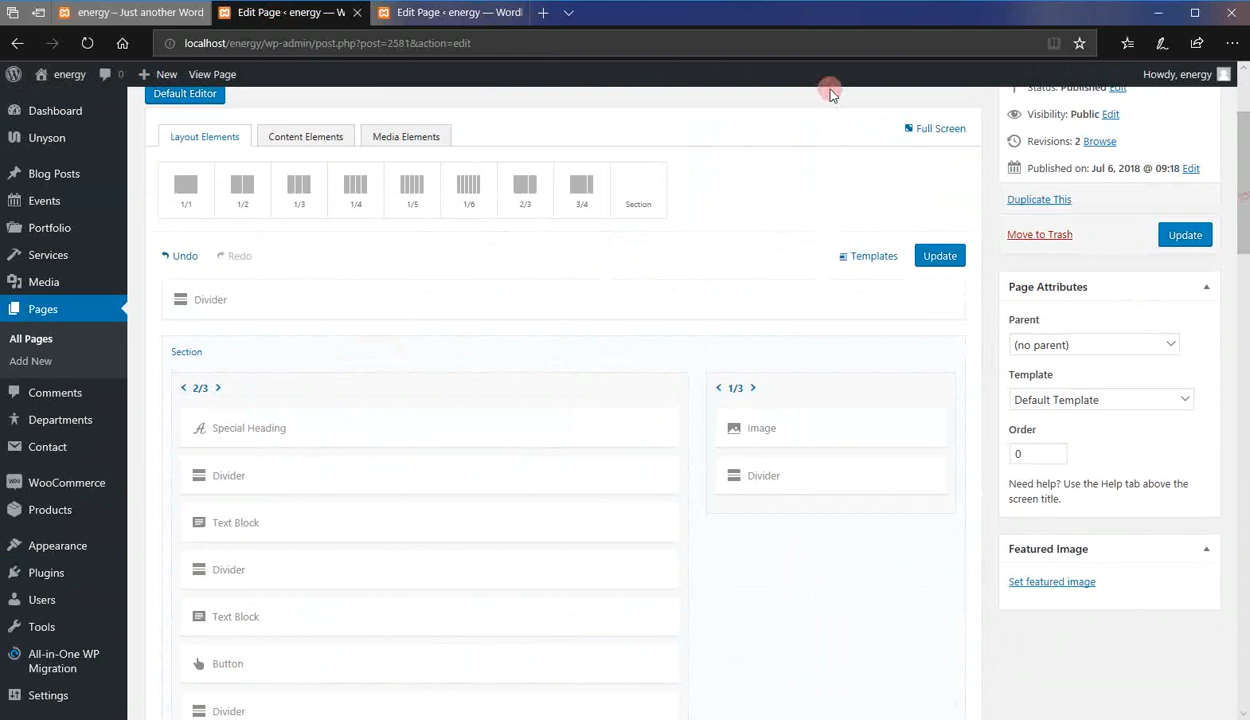 energy – Just another Word
Edit Page < energy — W
Edit Page < energy — Word
localhost/energy/wp-admin/post.php?post=2581&action=edit
energy
0
New
View Page
Howdy, energy
Dashboard
Unyson
Blog Posts
Events
Portfolio
Services
Media
Pages
All Pages
Add New
Comments
Departments
Contact
WooCommerce
Products
Appearance
Plugins
Users
Tools
All-in-One WP
Migration
Settings
Default Editor
Layout Elements
Content Elements
Media Elements
Full Screen
1/1
1/2
1/3
1/4
1/5
1/6
2/3
3/4
Section
Undo
Redo
Templates
Update
Divider
Section
< 2/3 >
Special Heading
Divider
Text Block
Divider
Text Block
Button
Divider
< 1/3 >
Image
Divider
Status: Published Edit
Visibility: Public Edit
Revisions: 2 Browse
Published on: Jul 6, 2018 @ 09:18 Edit
Duplicate This
Move to Trash
Update
Page Attributes
Parent
(no parent)
Template
Default Template
Order
0
Need help? Use the Help tab above the
screen title.
Featured Image
Set featured image